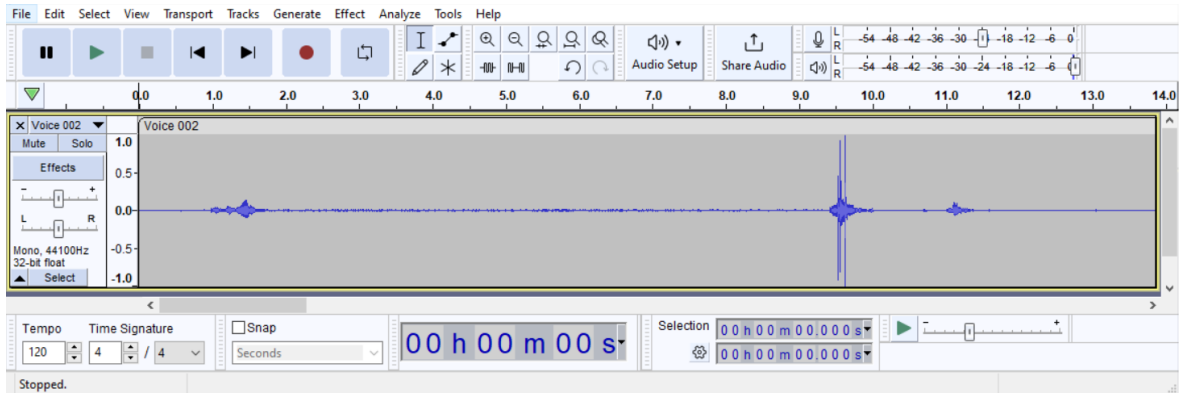 File Edit Select View Transport Tracks Generate Effect Analyze Tools Help
Audio Setup
Share Audio
L
R
-54 -48 -42 -36 -30 -18 -12 -6 0
L
R
-54 -48 -42 -36 -30 -24 -18 -12 -6
0.0 1.0 2.0 3.0 4.0 5.0 6.0 7.0 8.0 9.0 10.0 11.0 12.0 13.0 14.0
Voice 002
Voice 002
Mute Solo
Effects
- +
L R
Mono, 44100Hz
32-bit float
Select
1.0
0.5
0.0
-0.5
-1.0
Tempo
120
Time Signature
4 / 4
Snap
Seconds
00 h 00 m 00 s
Selection
00 h 00 m 00.000 s
00 h 00 m 00.000 s
- +
Stopped.